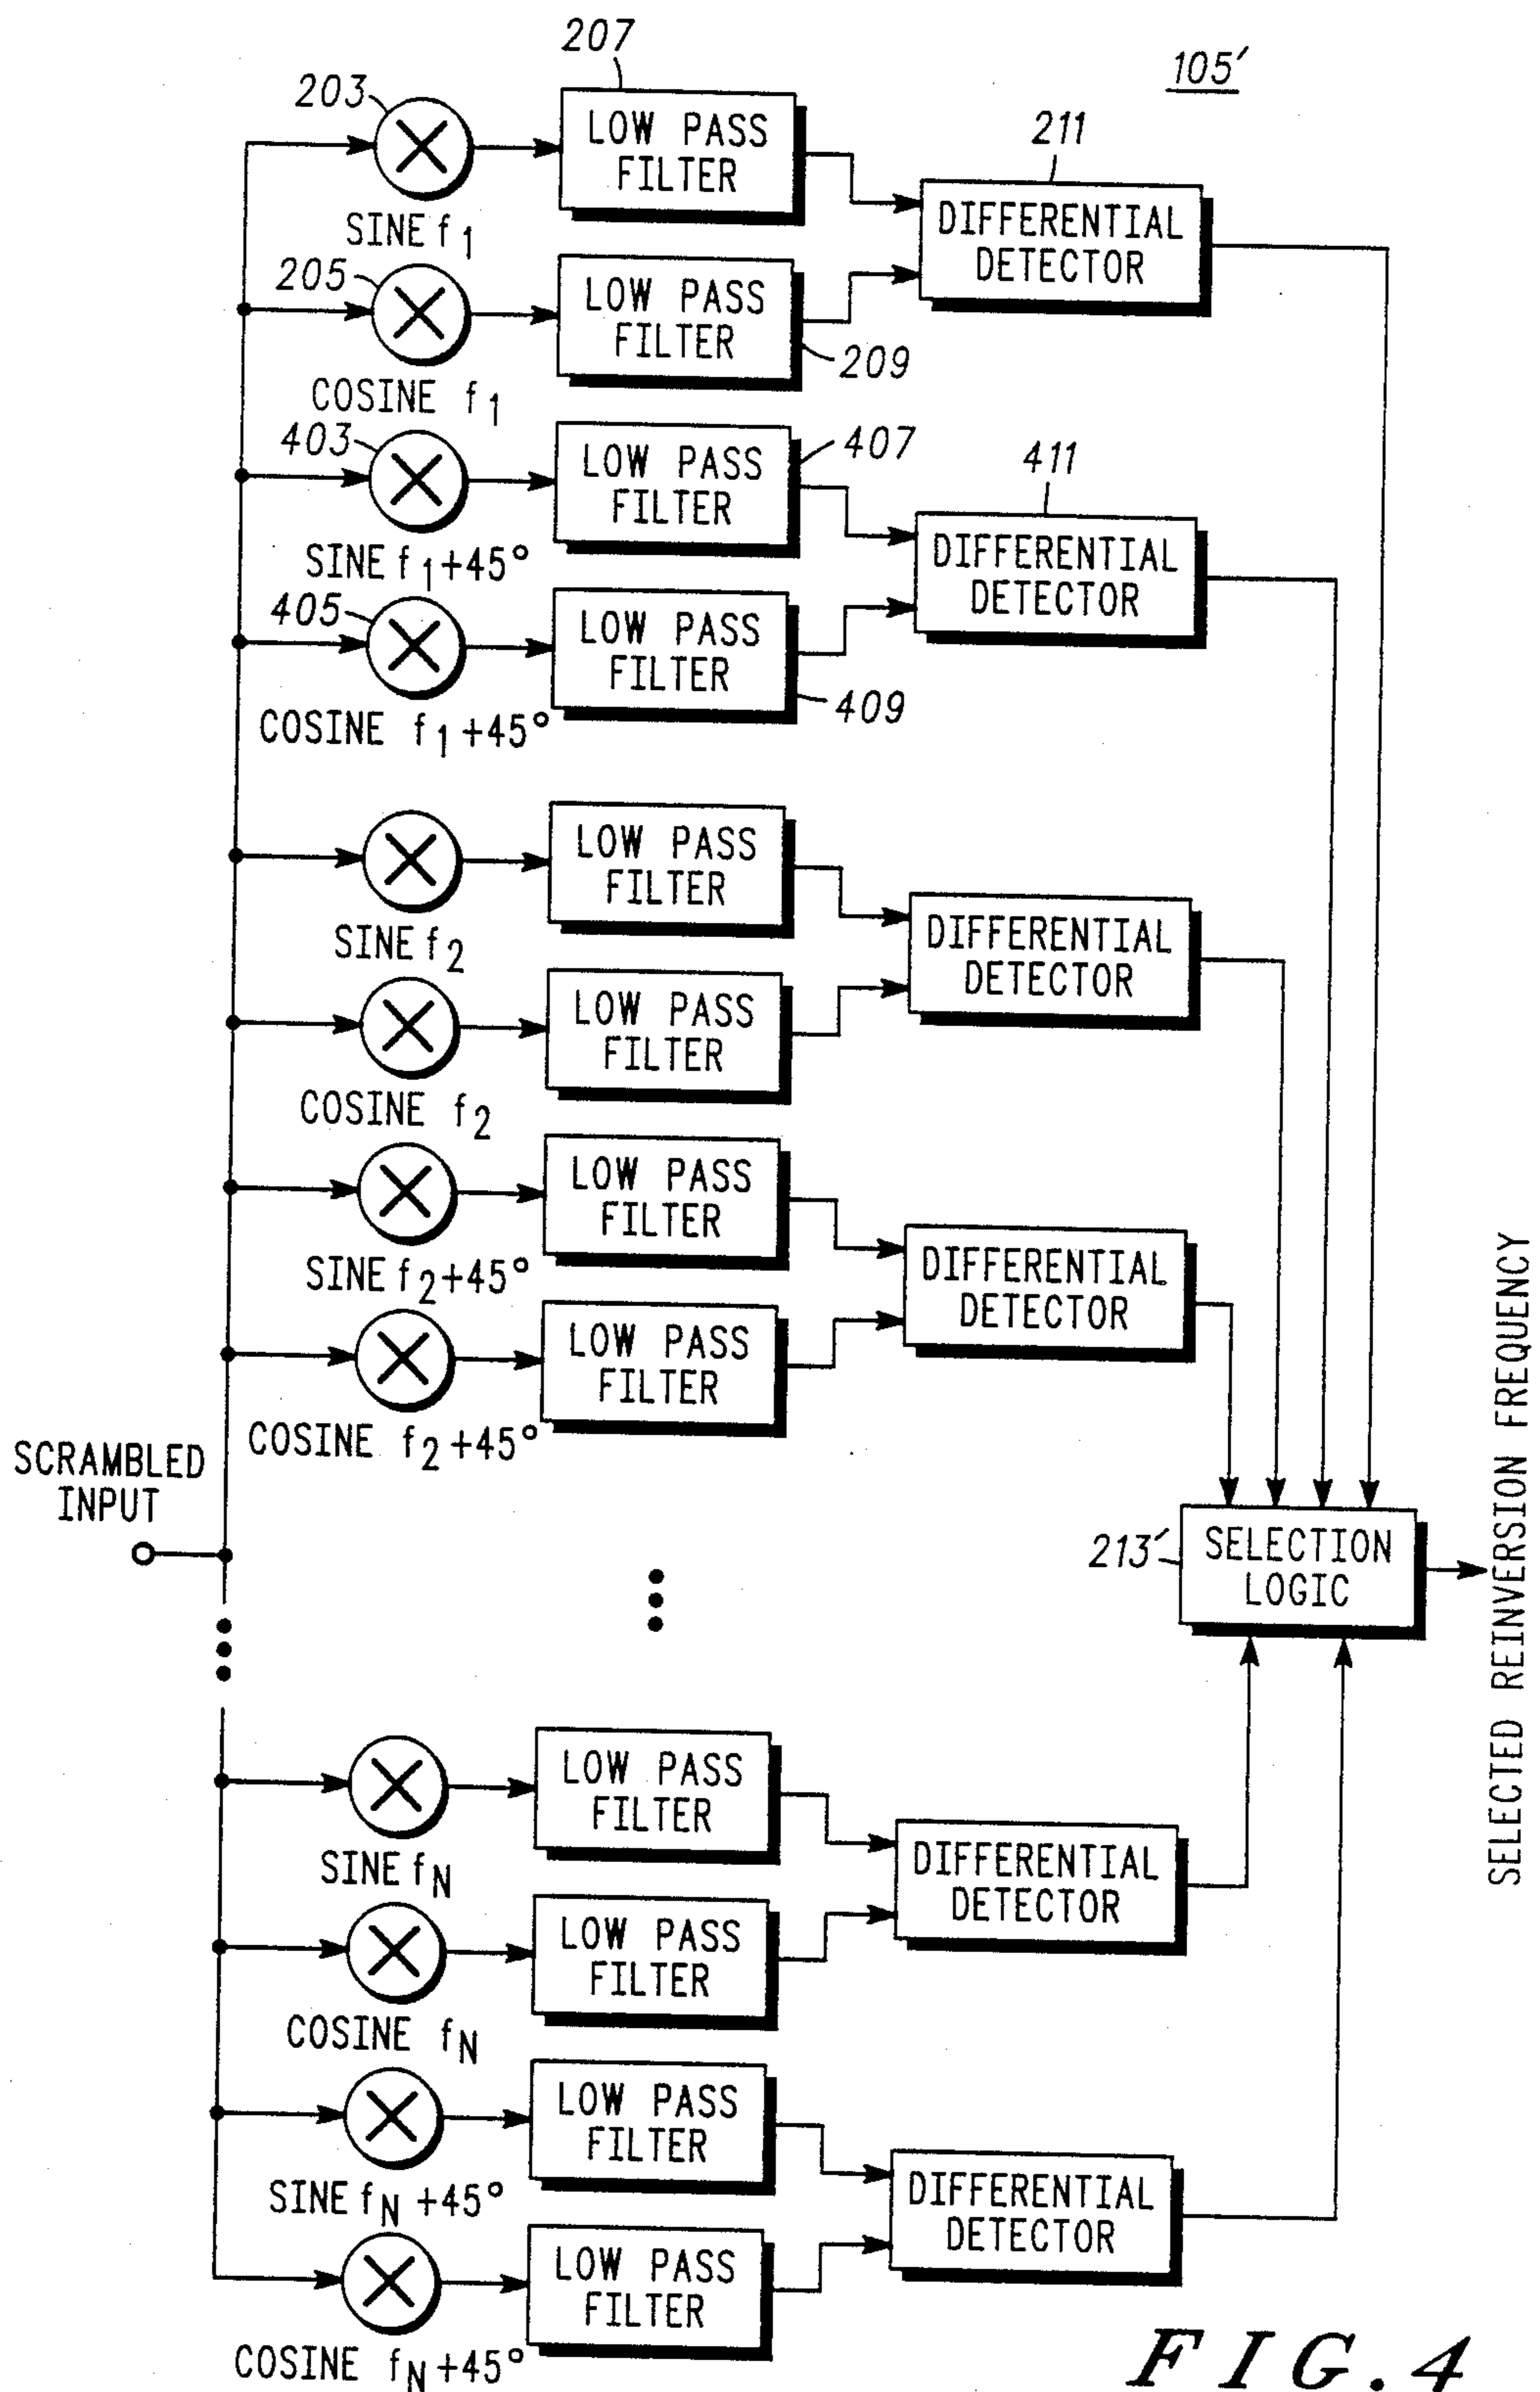 207
105′
203
LOW PASS
FILTER
211
DIFFERENTIAL
DETECTOR
SINE f1
205
LOW PASS
FILTER
209
COSINE f1
403
LOW PASS
FILTER
407
411
DIFFERENTIAL
DETECTOR
SINE f1+45°
405
LOW PASS
FILTER
409
COSINE f1+45°
LOW PASS
FILTER
DIFFERENTIAL
DETECTOR
SINE f2
LOW PASS
FILTER
COSINE f2
LOW PASS
FILTER
DIFFERENTIAL
DETECTOR
SINE f2+45°
LOW PASS
FILTER
COSINE f2+45°
SCRAMBLED
INPUT
213′
SELECTION
LOGIC
SELECTED REINVERSION FREQUENCY
LOW PASS
FILTER
DIFFERENTIAL
DETECTOR
SINE fN
LOW PASS
FILTER
COSINE fN
LOW PASS
FILTER
DIFFERENTIAL
DETECTOR
SINE fN+45°
LOW PASS
FILTER
COSINE fN+45°
FIG.4